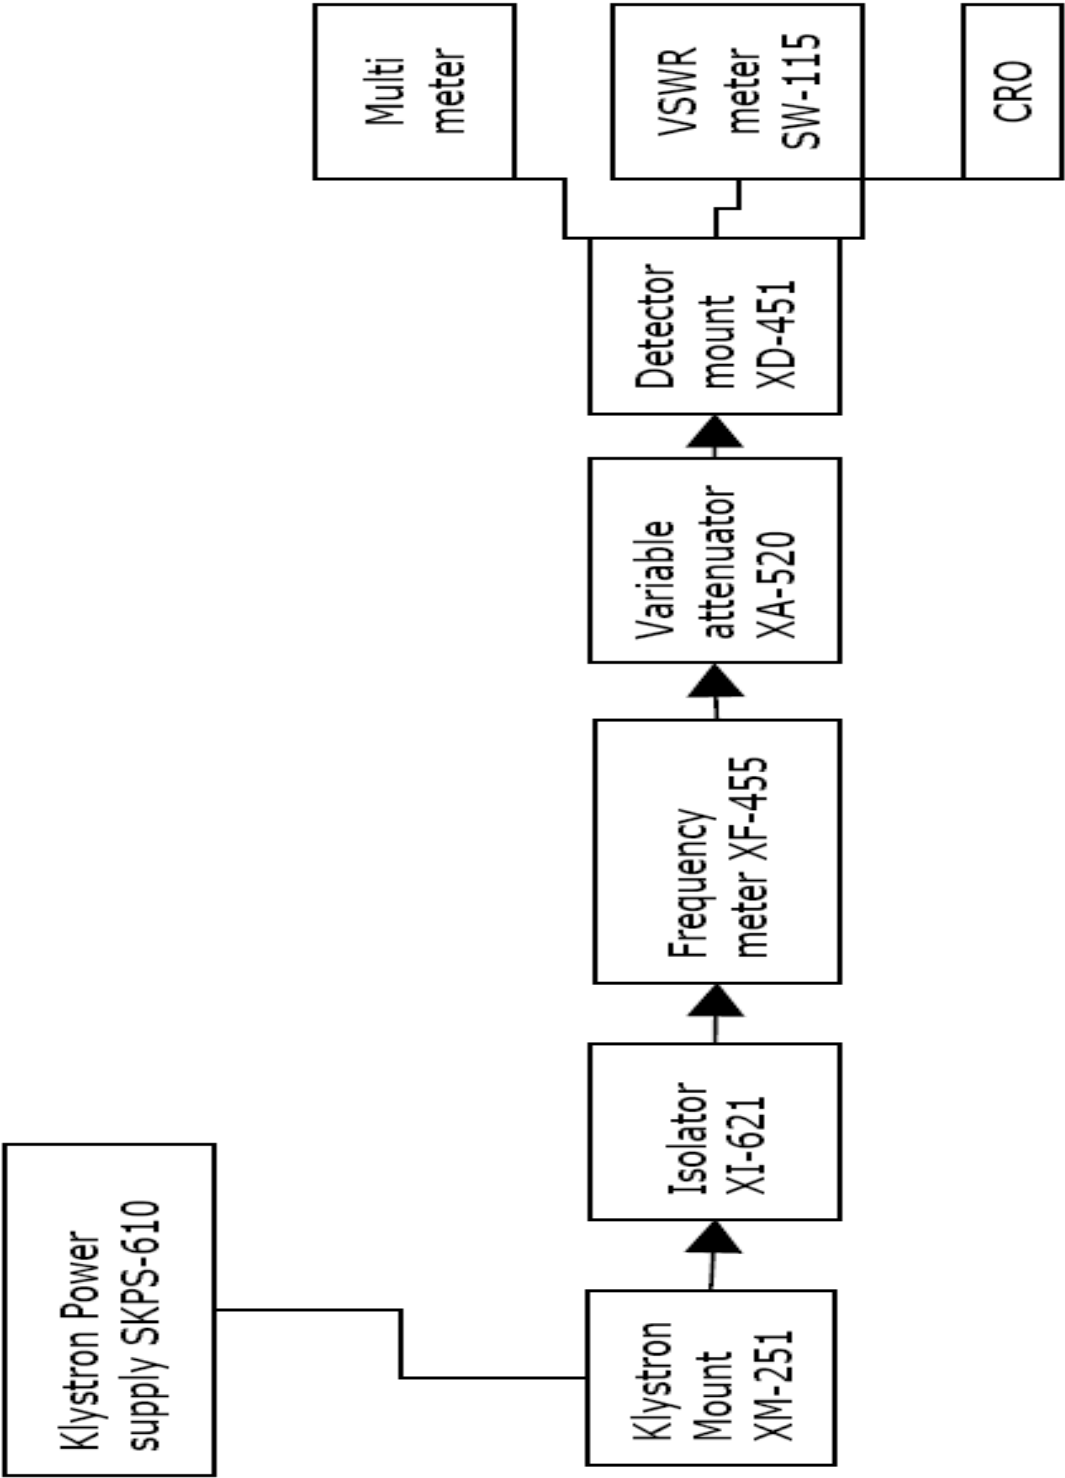 Klystron Power
supply SKPS-610
Klystron
Mount
XM-251
Isolator
XI-621
Frequency
meter XF-455
Variable
attenuator
XA-520
Detector
mount
XD-451
Multi
meter
VSWR
meter
SW-115
CRO